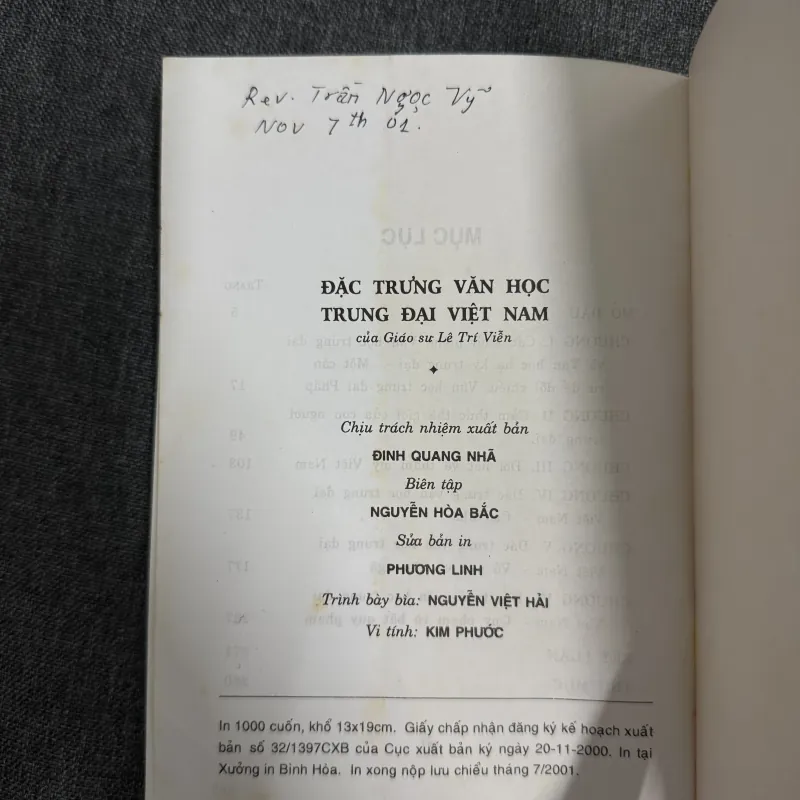 Rev. Trần Ngọc Vỹ
Nov 7th 01.
MỤC LỤC
ĐẶC TRƯNG VĂN HỌC
TRUNG ĐẠI VIỆT NAM
của Giáo sư Lê Trí Viễn
Chịu trách nhiệm xuất bản
ĐINH QUANG NHÃ
Biên tập
NGUYỄN HÒA BẮC
Sửa bản in
PHƯƠNG LINH
Trình bày bìa: NGUYỄN VIỆT HẢI
Vi tính: KIM PHƯỚC
In 1000 cuốn, khổ 13x19cm. Giấy chấp nhận đăng ký kế hoạch xuất
bản số 32/1397CXB của Cục xuất bản ký ngày 20-11-2000. In tại
Xưởng in Bình Hòa. In xong nộp lưu chiểu tháng 7/2001.